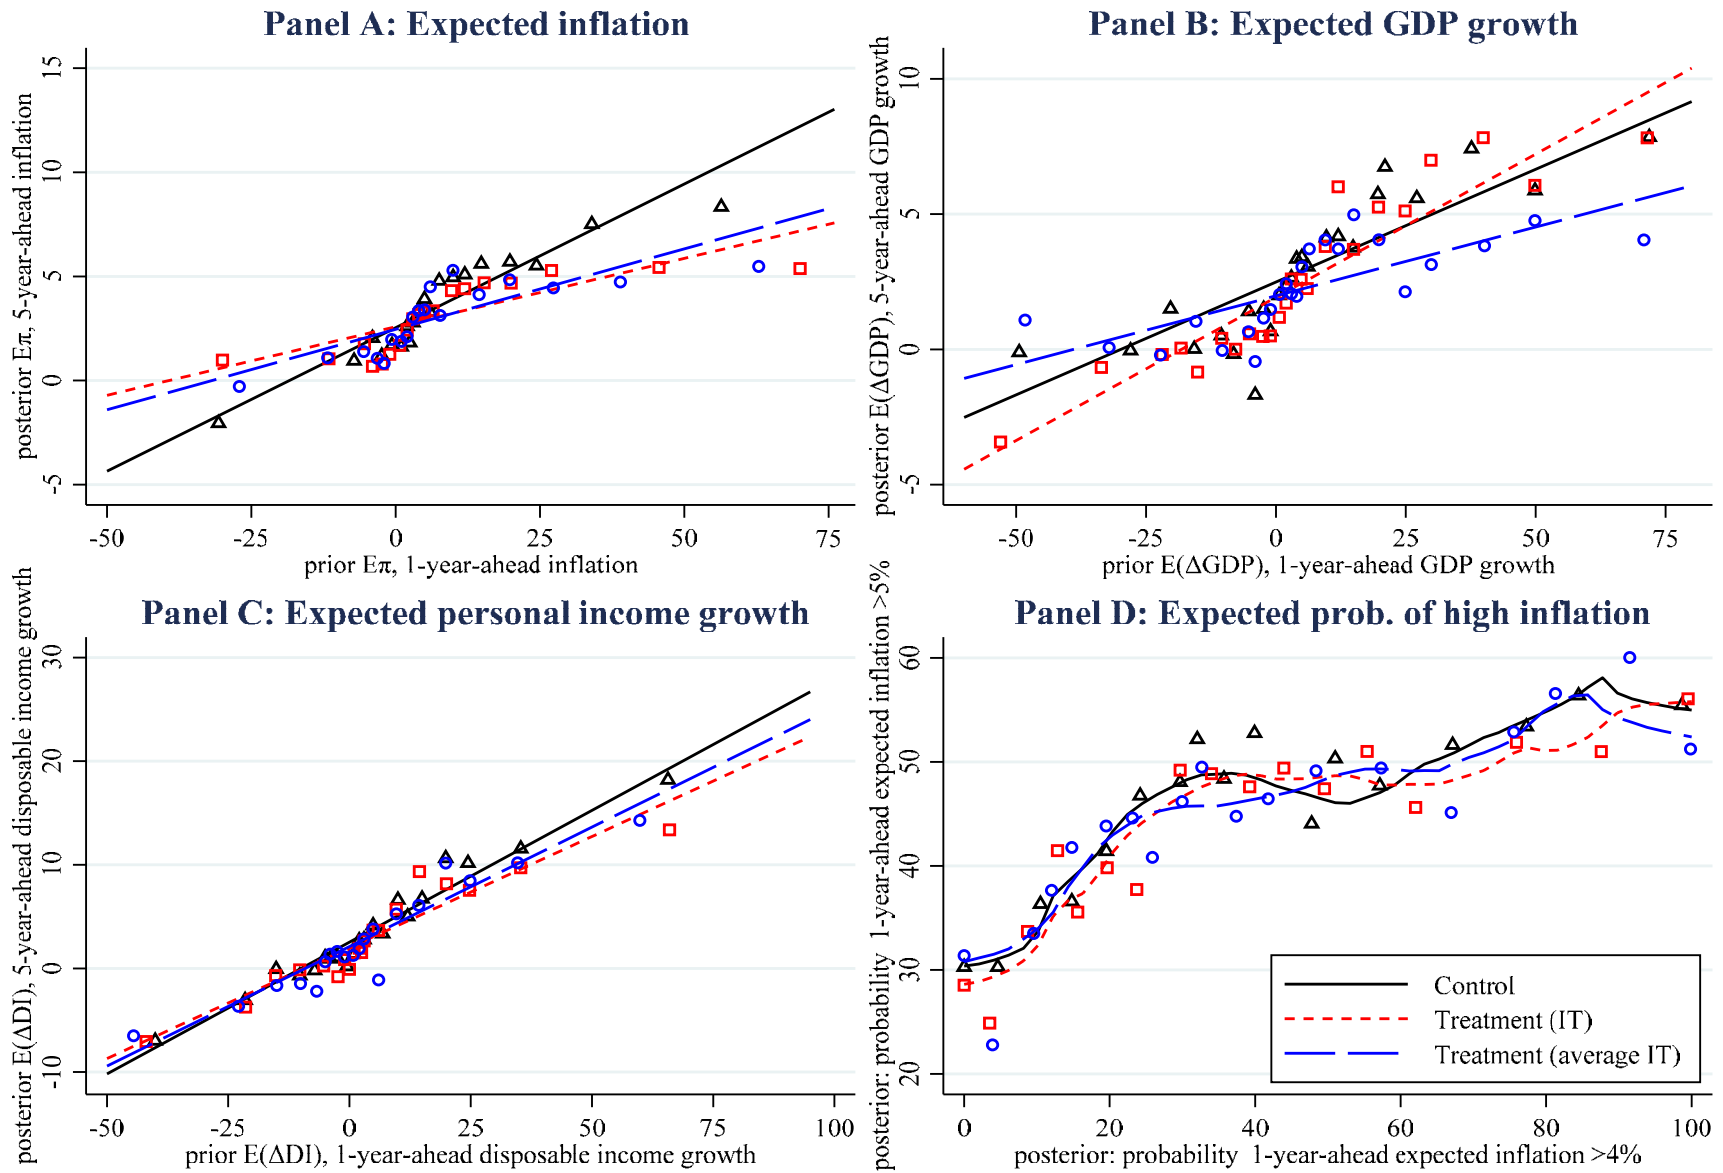 Panel A: Expected inflation
posterior Eπ, 5-year-ahead inflation
15
10
5
0
-5
-50
-25
0
25
50
75
prior Eπ, 1-year-ahead inflation
Panel B: Expected GDP growth
posterior E(ΔGDP), 5-year-ahead GDP growth
10
5
0
-5
-50
-25
0
25
50
75
prior E(ΔGDP), 1-year-ahead GDP growth
Panel C: Expected personal income growth
posterior E(ΔDI), 5-year-ahead disposable income growth
30
20
10
0
-10
-50
-25
0
25
50
75
100
prior E(ΔDI), 1-year-ahead disposable income growth
Panel D: Expected prob. of high inflation
posterior: probability 1-year-ahead expected inflation >5%
60
50
40
30
20
Control
Treatment (IT)
Treatment (average IT)
0
20
40
60
80
100
posterior: probability 1-year-ahead expected inflation >4%